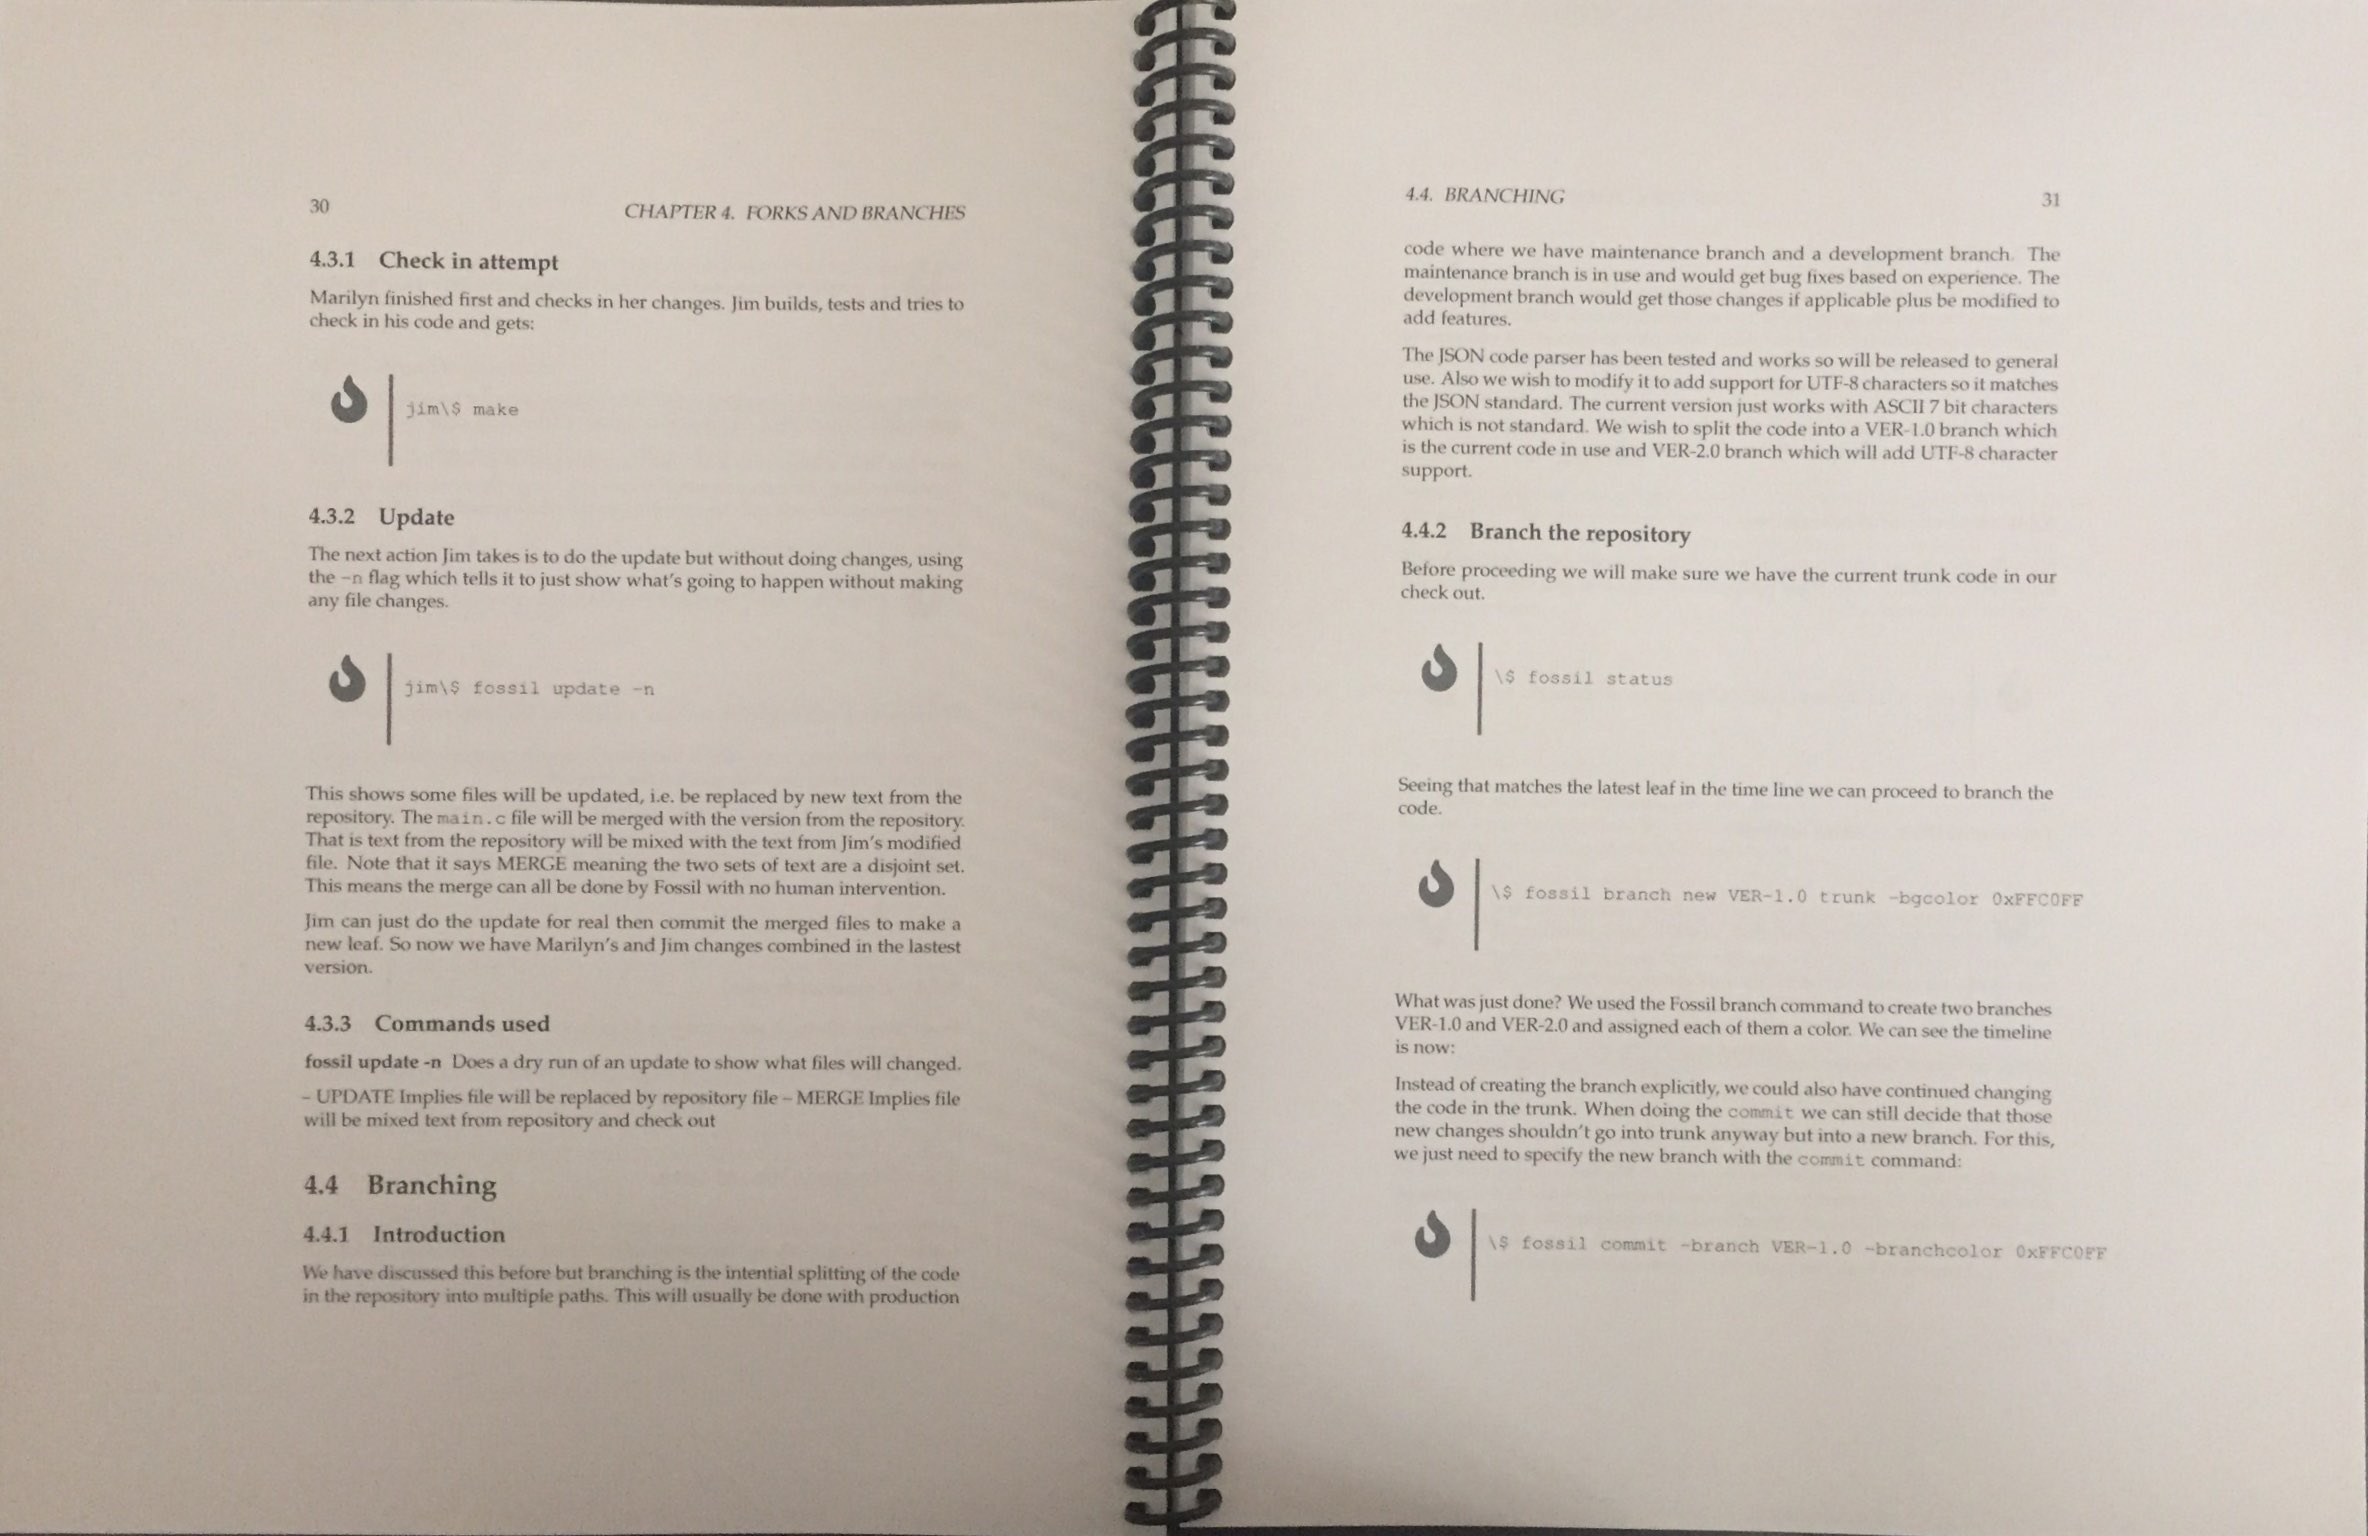 30
CHAPTER 4. FORKS AND BRANCHES
4.3.1 Check in attempt
Marilyn finished first and checks in her changes. Jim builds, tests and tries to
check in his code and gets:
jim\$ make
4.3.2 Update
The next action Jim takes is to do the update but without doing changes, using
the -n flag which tells it to just show what's going to happen without making
any file changes.
jim\$ fossil update -n
This shows some files will be updated, i.e. be replaced by new text from the
repository. The main.c file will be merged with the version from the repository.
That is text from the repository will be mixed with the text from Jim's modified
file. Note that it says MERGE meaning the two sets of text are a disjoint set.
This means the merge can all be done by Fossil with no human intervention.
Jim can just do the update for real then commit the merged files to make a
new leaf. So now we have Marilyn's and Jim changes combined in the lastest
version.
4.3.3 Commands used
fossil update -n Does a dry run of an update to show what files will changed.
– UPDATE Implies file will be replaced by repository file – MERGE Implies file
will be mixed text from repository and check out
4.4 Branching
4.4.1 Introduction
We have discussed this before but branching is the intential splitting of the code
in the repository into multiple paths. This will usually be done with production
4.4. BRANCHING
31
code where we have maintenance branch and a development branch. The
maintenance branch is in use and would get bug fixes based on experience. The
development branch would get those changes if applicable plus be modified to
add features.
The JSON code parser has been tested and works so will be released to general
use. Also we wish to modify it to add support for UTF-8 characters so it matches
the JSON standard. The current version just works with ASCII 7 bit characters
which is not standard. We wish to split the code into a VER-1.0 branch which
is the current code in use and VER-2.0 branch which will add UTF-8 character
support.
4.4.2 Branch the repository
Before proceeding we will make sure we have the current trunk code in our
check out.
\$ fossil status
Seeing that matches the latest leaf in the time line we can proceed to branch the
code.
\$ fossil branch new VER-1.0 trunk -bgcolor 0xFFC0FF
What was just done? We used the Fossil branch command to create two branches
VER-1.0 and VER-2.0 and assigned each of them a color. We can see the timeline
is now:
Instead of creating the branch explicitly, we could also have continued changing
the code in the trunk. When doing the commit we can still decide that those
new changes shouldn't go into trunk anyway but into a new branch. For this,
we just need to specify the new branch with the commit command:
\$ fossil commit -branch VER-1.0 -branchcolor 0xFFC0FF